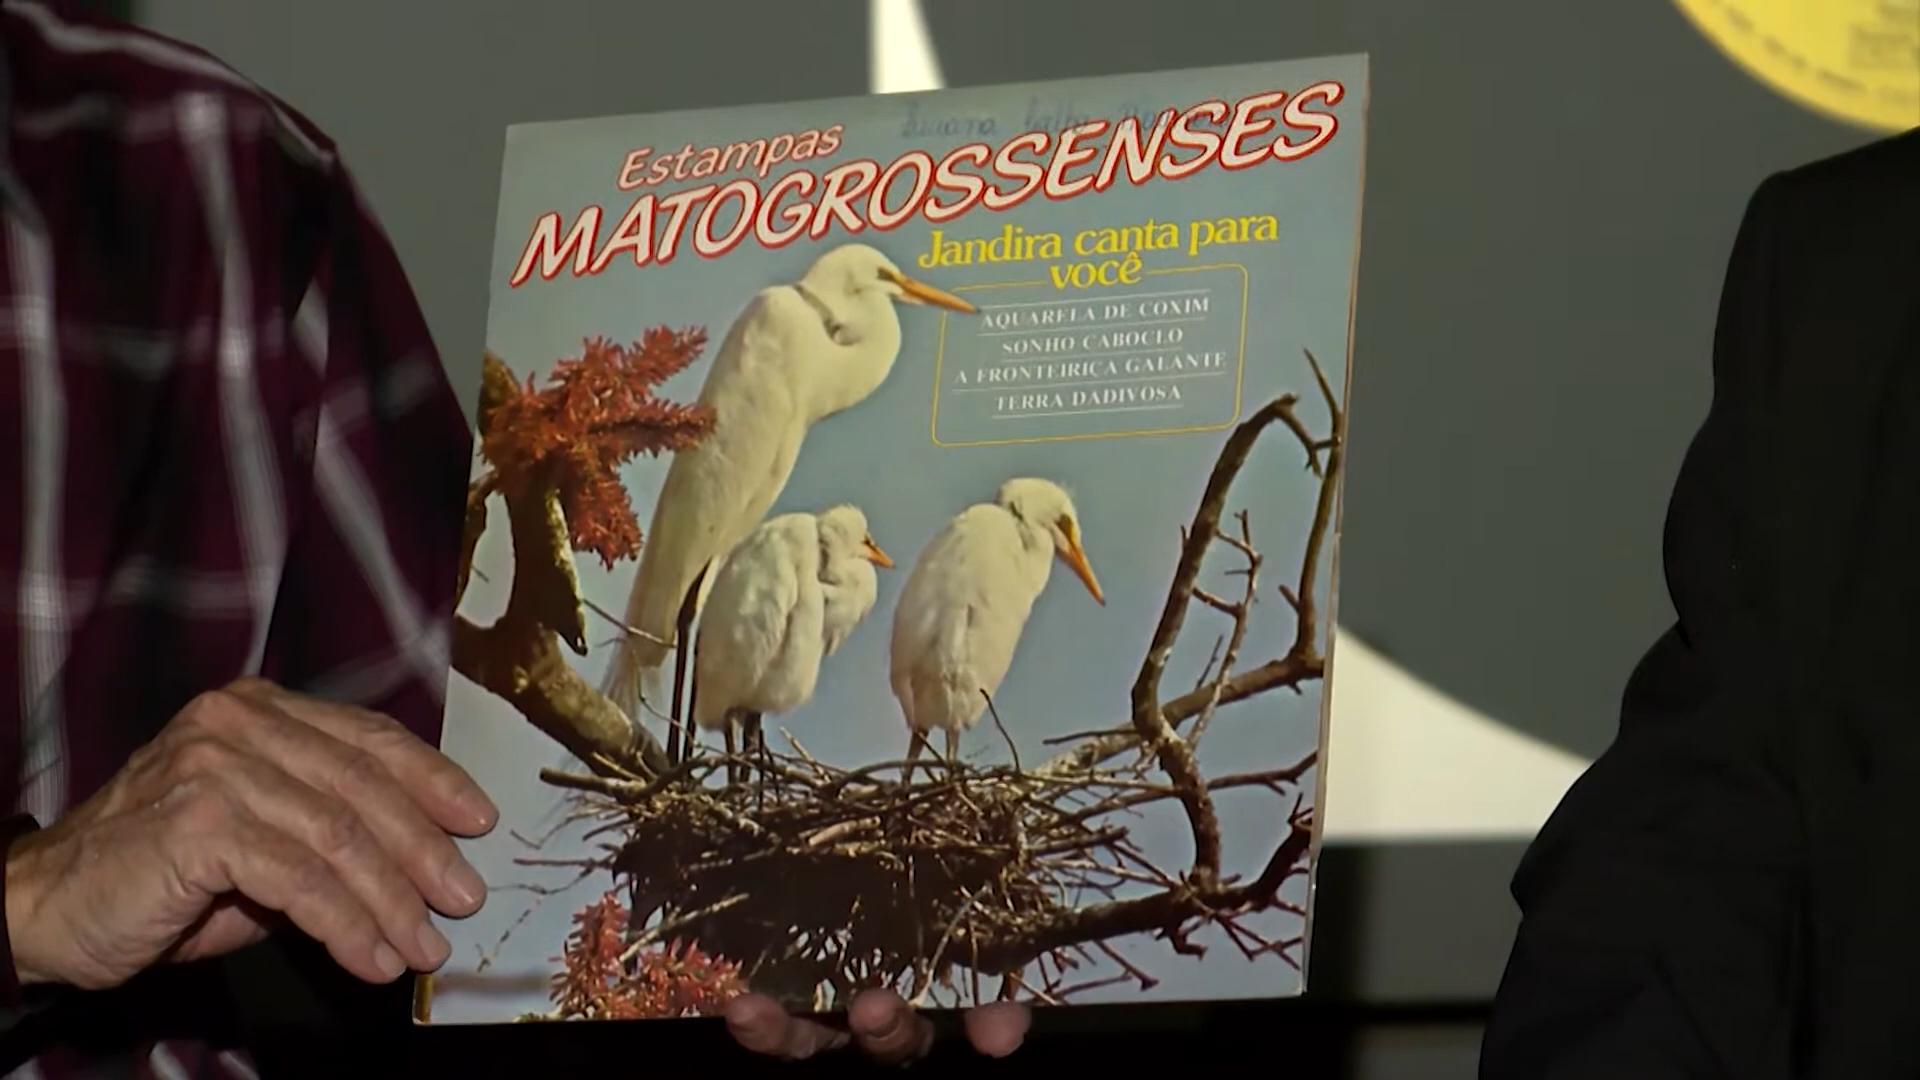 Estampas
MATOGROSSENSES
Jandira canta para
você
AQUARELA DE COXIM
SONHO CABOCLO
A FRONTEIRIÇA GALANTE
TERRA DADIVOSA